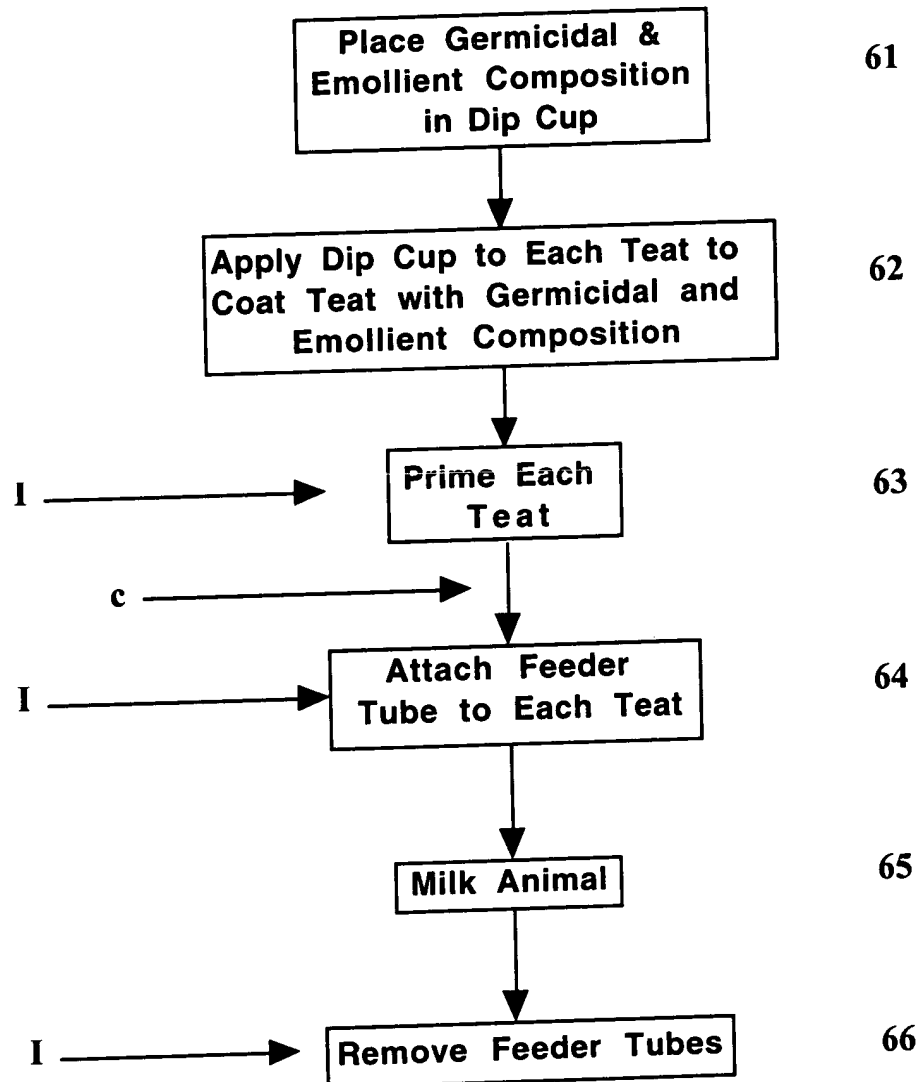 Place Germicidal &
Emollient Composition
in Dip Cup
61
Apply Dip Cup to Each Teat to
Coat Teat with Germicidal and
Emollient Composition
62
I
Prime Each
Teat
63
c
I
Attach Feeder
Tube to Each Teat
64
Milk Animal
65
I
Remove Feeder Tubes
66